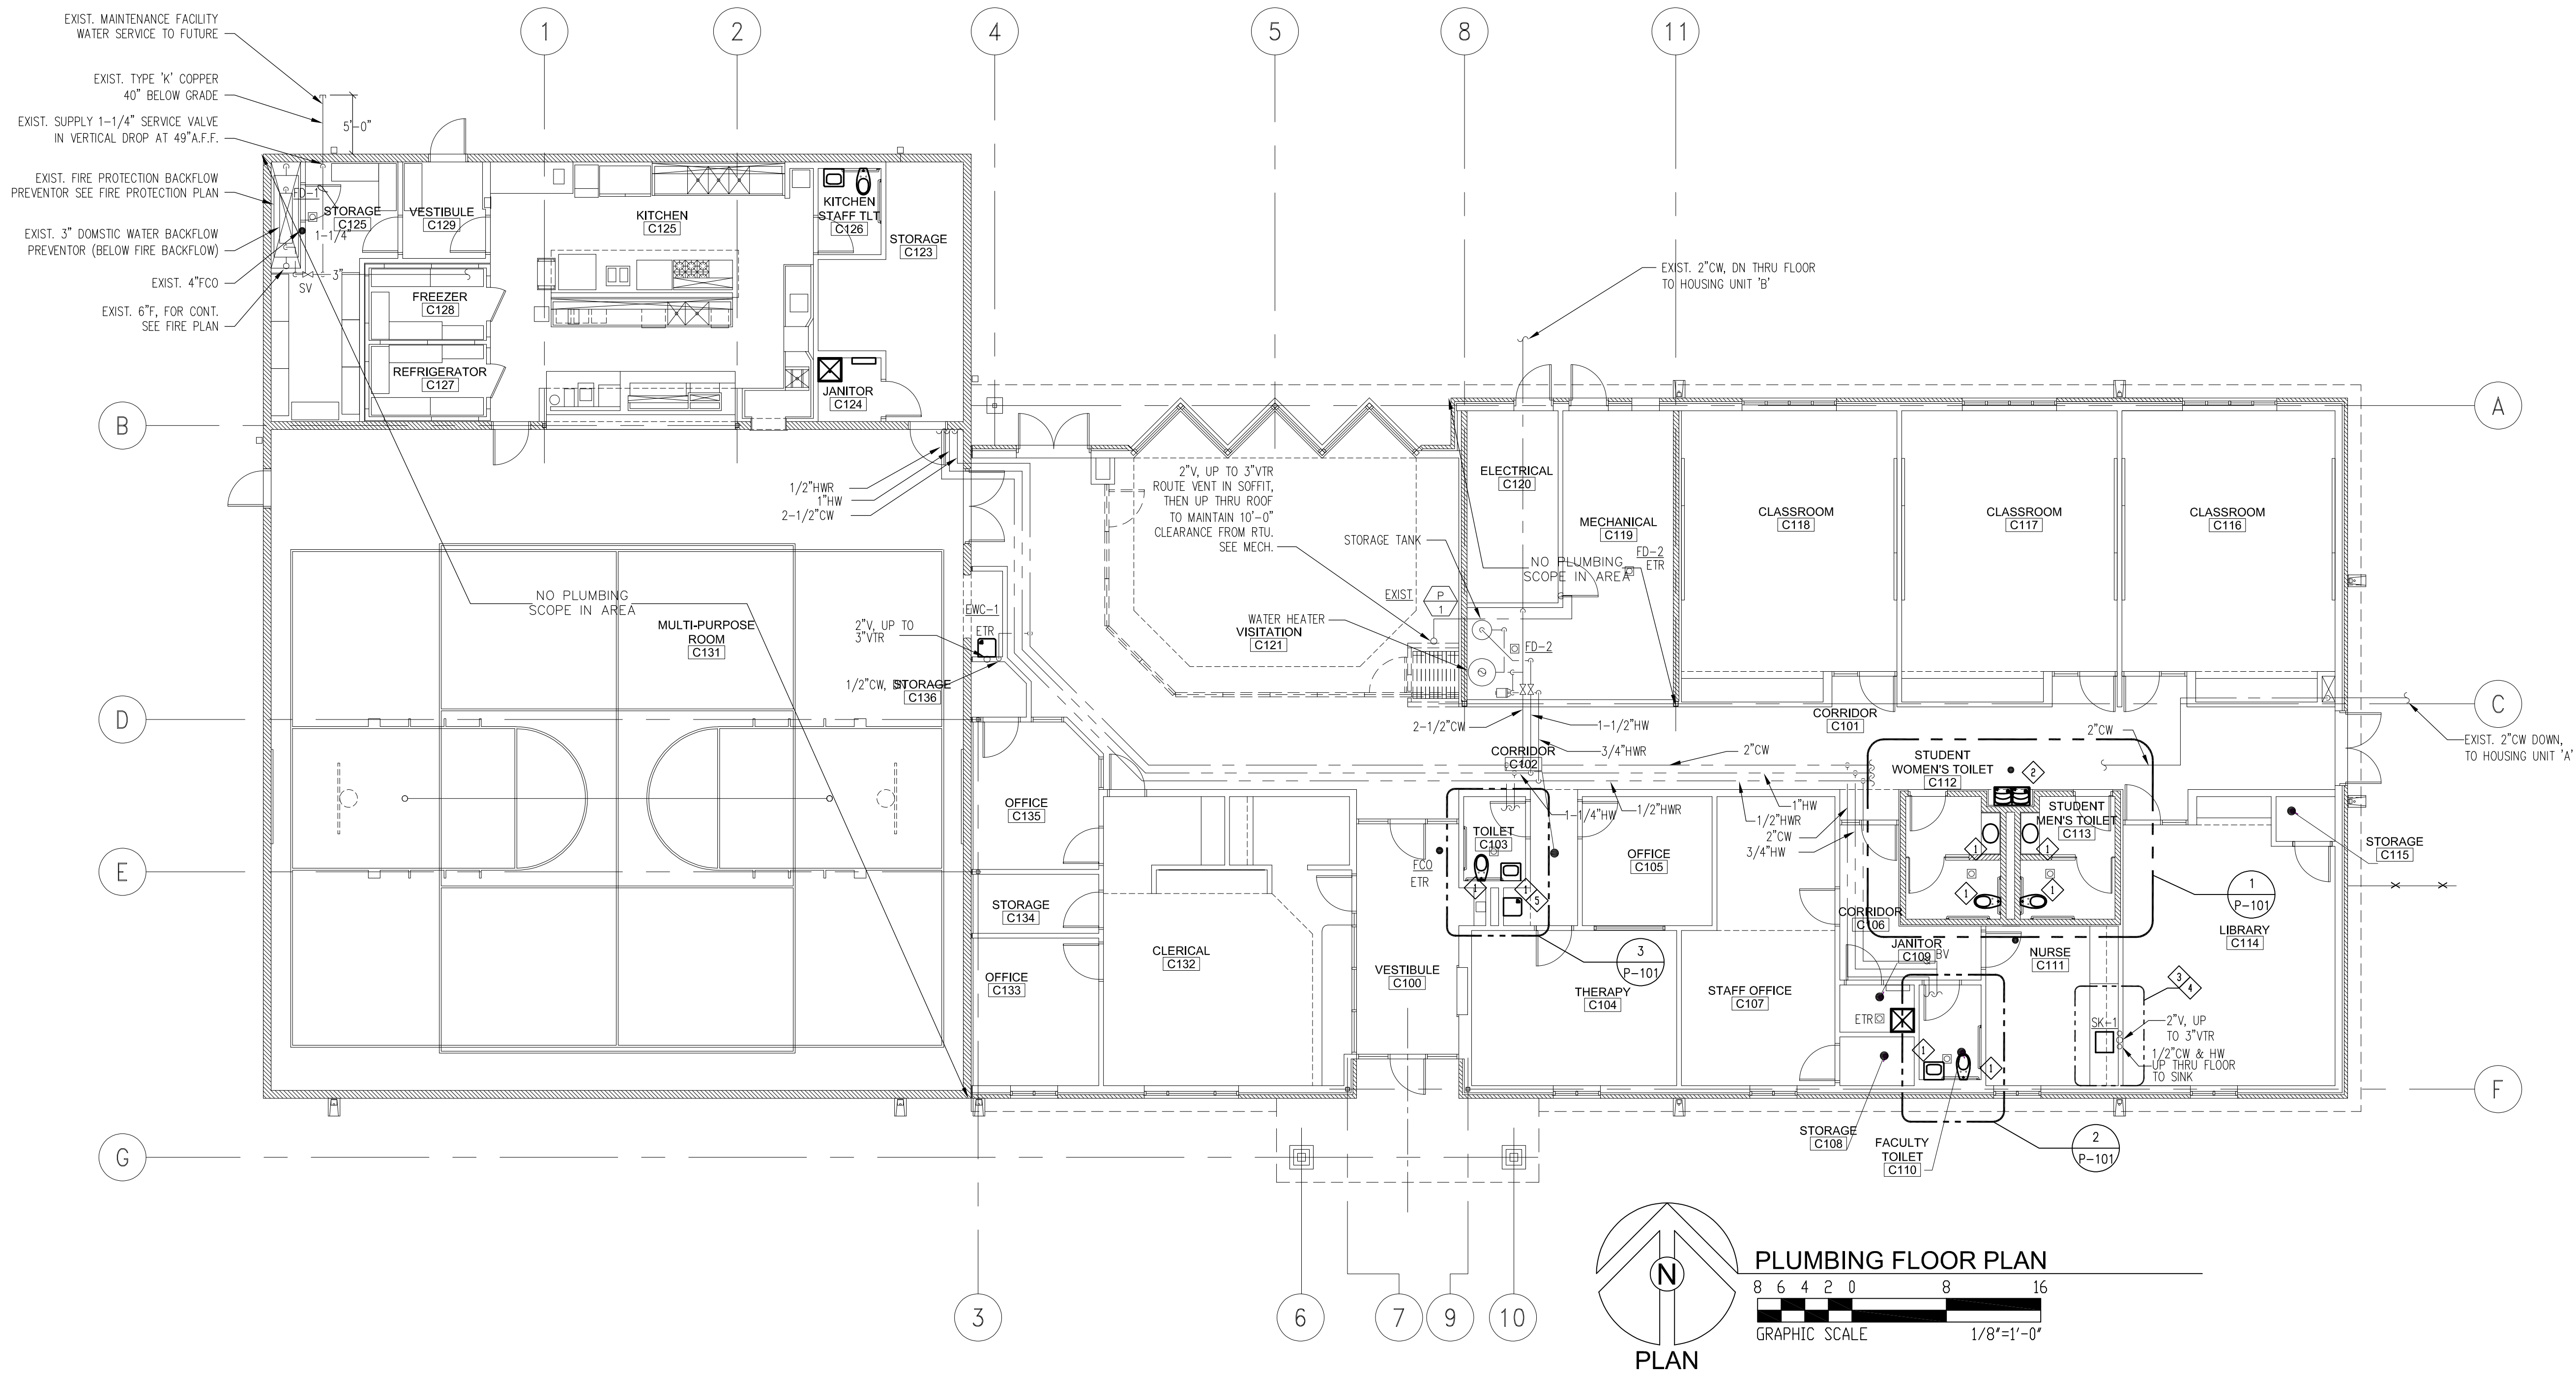 EXIST. MAINTENANCE FACILITY
WATER SERVICE TO FUTURE
EXIST. TYPE 'K' COPPER
40" BELOW GRADE
EXIST. SUPPLY 1-1/4" SERVICE VALVE
IN VERTICAL DROP AT 49"A.F.F.
EXIST. FIRE PROTECTION BACKFLOW
PREVENTOR SEE FIRE PROTECTION PLAN
EXIST. 3" DOMSTIC WATER BACKFLOW
PREVENTOR (BELOW FIRE BACKFLOW)
EXIST. 4"FCO
EXIST. 6"F, FOR CONT.
SEE FIRE PLAN
1
2
4
5
8
11
5'-0"
FD-1
STORAGE
C125
1-1/4"
3"
SV
VESTIBULE
C129
KITCHEN
C125
KITCHEN
STAFF TLT
C126
STORAGE
C123
FREEZER
C128
REFRIGERATOR
C127
JANITOR
C124
EXIST. 2"CW, DN THRU FLOOR
TO HOUSING UNIT 'B'
A
B
C
D
E
F
G
1/2"HWR
1"HW
2-1/2"CW
2"V, UP TO 3"VTR
ROUTE VENT IN SOFFIT,
THEN UP THRU ROOF
TO MAINTAIN 10'-0"
CLEARANCE FROM RTU.
SEE MECH.
STORAGE TANK
EXIST
P
1
WATER HEATER
VISITATION
C121
ELECTRICAL
C120
MECHANICAL
C119
NO PLUMBING
SCOPE IN AREA
FD-2
ETR
FD-2
CLASSROOM
C118
CLASSROOM
C117
CLASSROOM
C116
NO PLUMBING
SCOPE IN AREA
MULTI-PURPOSE
ROOM
C131
EWC-1
ETR
2"V, UP TO
3"VTR
1/2"CW, DN
STORAGE
C136
2-1/2"CW
1-1/2"HW
3/4"HWR
CORRIDOR
C102
2"CW
CORRIDOR
C101
2"CW
EXIST. 2"CW DOWN,
TO HOUSING UNIT 'A'
STUDENT
WOMEN'S TOILET
C112
2
STUDENT
MEN'S TOILET
C113
1
1
1
1
1-1/4"HW
1/2"HWR
1"HW
1/2"HWR
2"CW
3/4"HW
OFFICE
C135
TOILET
C103
FCO
ETR
1
1
5
OFFICE
C105
STORAGE
C115
1
P-101
LIBRARY
C114
STORAGE
C134
OFFICE
C133
CLERICAL
C132
VESTIBULE
C100
3
P-101
THERAPY
C104
STAFF OFFICE
C107
CORRIDOR
C106
JANITOR
C109
BV
NURSE
C111
3
4
ETR
SK-1
2"V, UP
TO 3"VTR
1/2"CW & HW
UP THRU FLOOR
TO SINK
1
1
STORAGE
C108
FACULTY
TOILET
C110
2
P-101
3
6
7
9
10
N
PLAN
PLUMBING FLOOR PLAN
8 6 4 2 0 8 16
GRAPHIC SCALE 1/8"=1'-0"